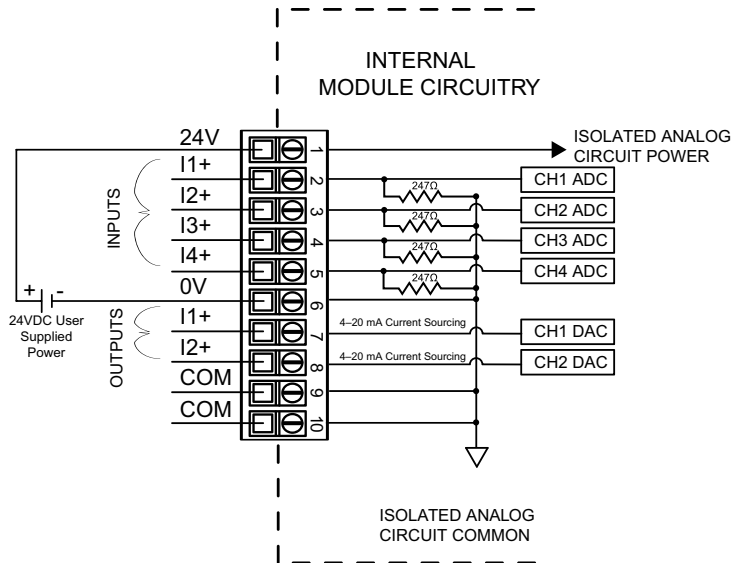 INTERNAL
MODULE CIRCUITRY
24V
1
ISOLATED ANALOG
CIRCUIT POWER
I1+
2
247Ω
CH1 ADC
I2+
3
247Ω
CH2 ADC
INPUTS
I3+
4
247Ω
CH3 ADC
I4+
5
247Ω
CH4 ADC
0V
6
+ -
24VDC User
Supplied
Power
OUTPUTS
I1+
7
4–20 mA Current Sourcing
CH1 DAC
I2+
8
4–20 mA Current Sourcing
CH2 DAC
COM
9
COM
10
ISOLATED ANALOG
CIRCUIT COMMON